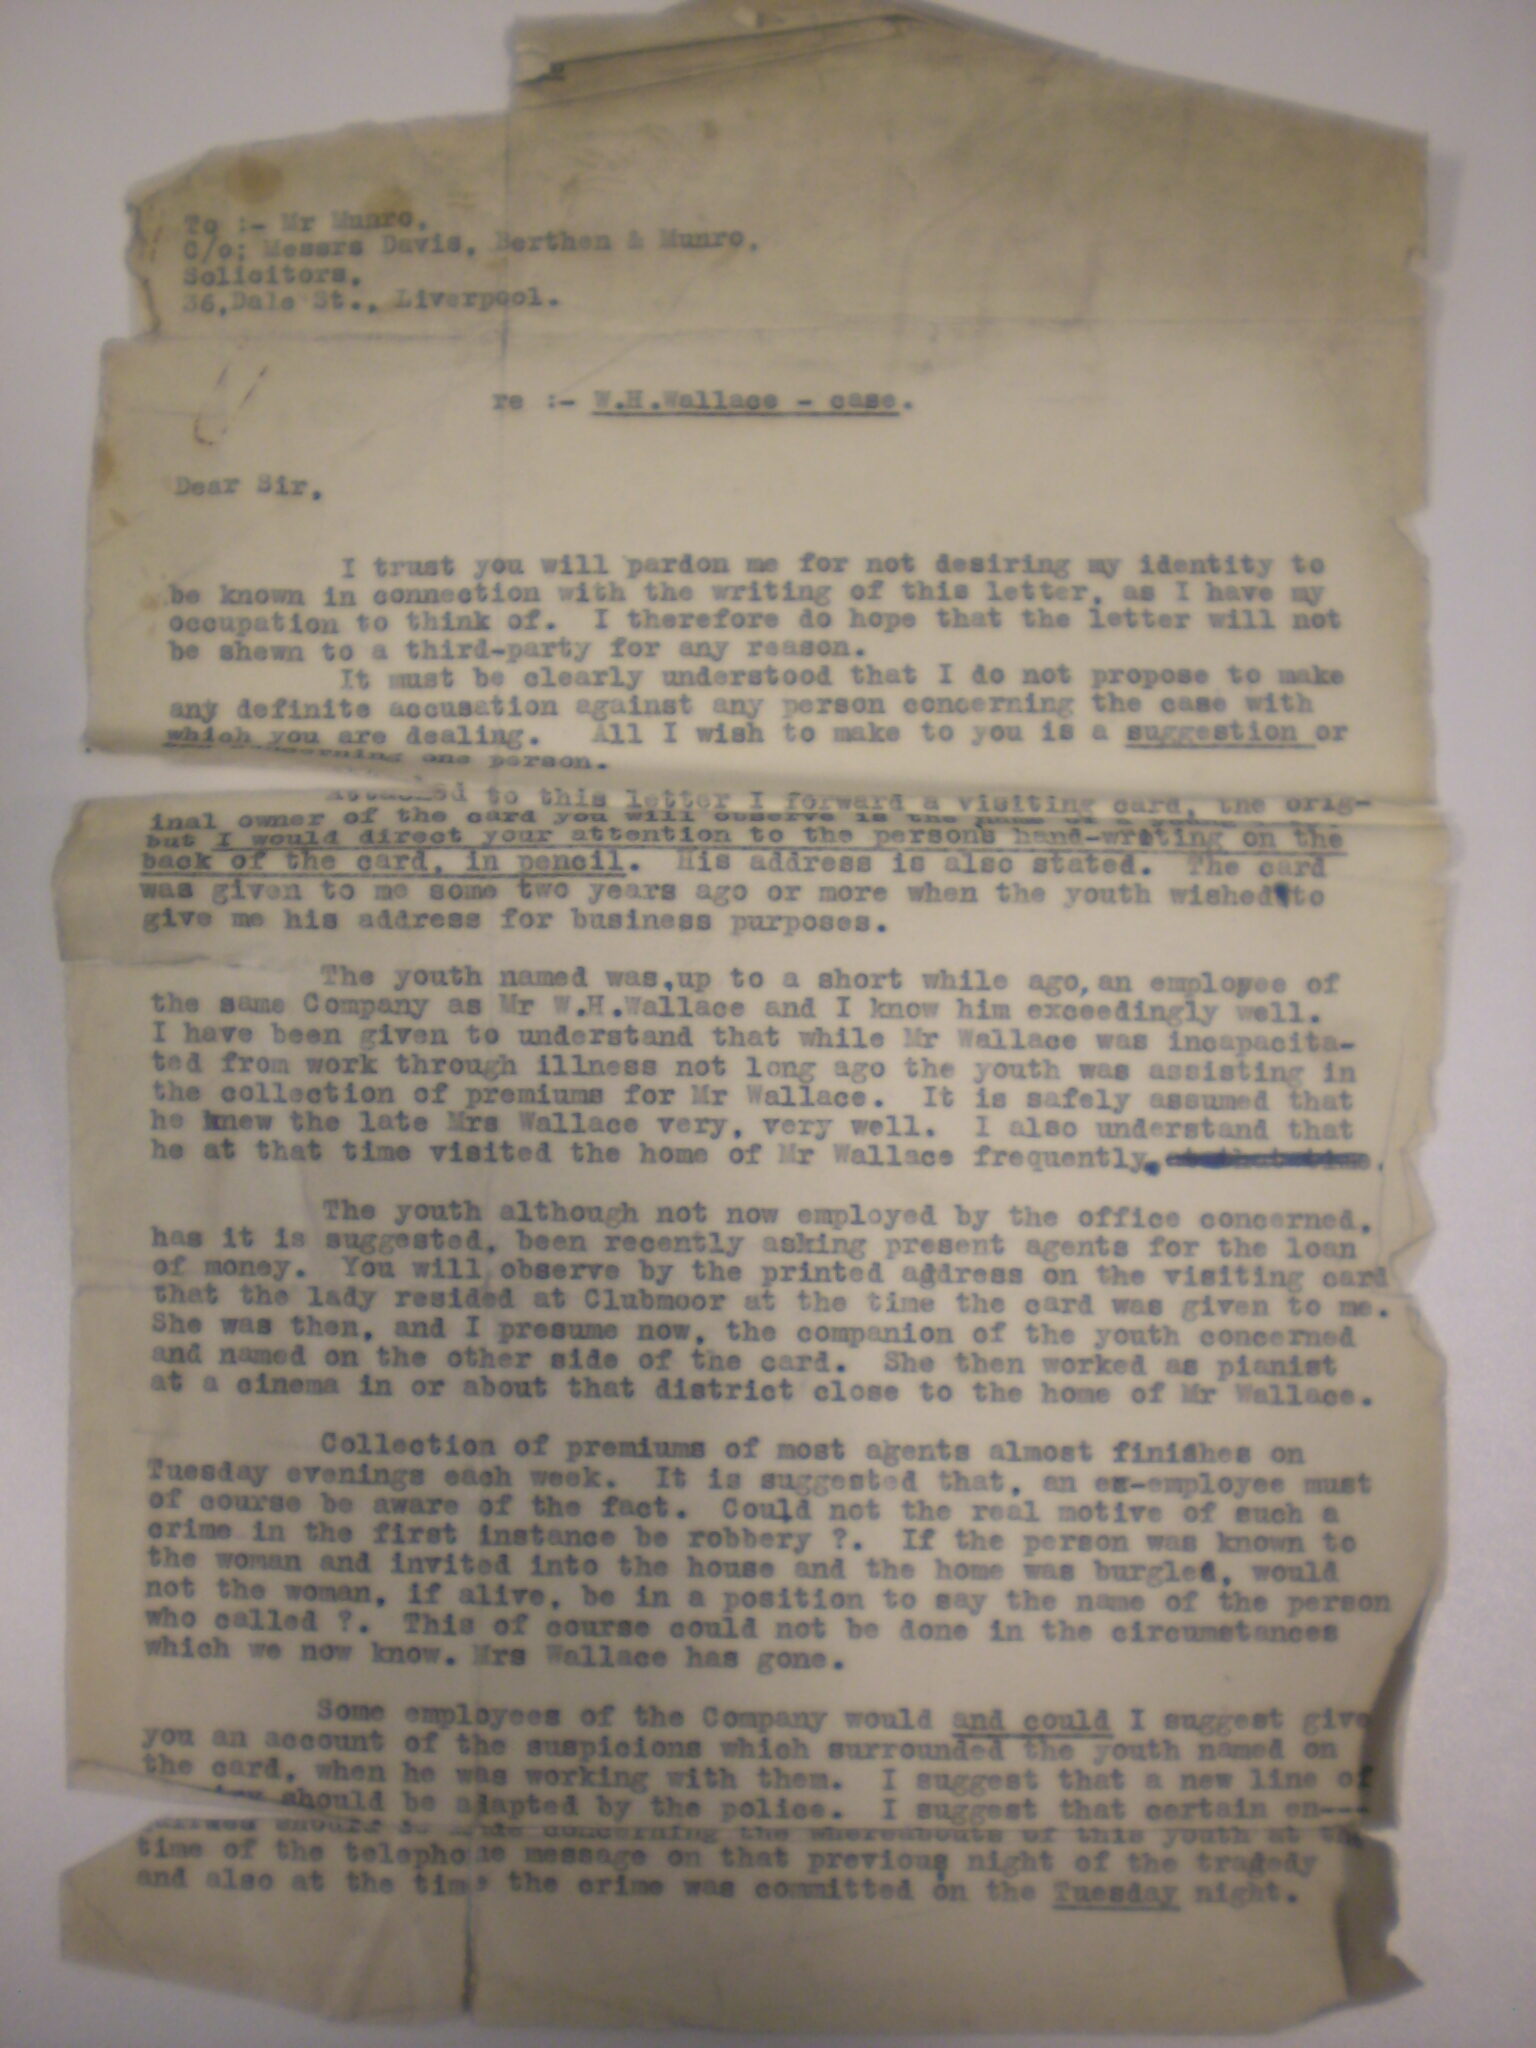 To :- Mr Munro.
C/o; Messrs Davis, Berthen & Munro.
Solicitors.
36,Dale St., Liverpool.
re :- W.H.Wallace - case.
Dear Sir,
I trust you will pardon me for not desiring my identity to
be known in connection with the writing of this letter, as I have my
occupation to think of. I therefore do hope that the letter will not
be shewn to a third-party for any reason.
It must be clearly understood that I do not propose to make
any definite accusation against any person concerning the case with
which you are dealing. All I wish to make to you is a suggestion or
concerning one person.
Attached to this letter I forward a visiting card, the orig-
inal owner of the card you will observe is the name of a
but I would direct your attention to the persons hand-writing on the
back of the card, in pencil. His address is also stated. The card
was given to me some two years ago or more when the youth wished to
give me his address for business purposes.
The youth named was,up to a short while ago,an employee of
the same Company as Mr W.H.Wallace and I know him exceedingly well.
I have been given to understand that while Mr Wallace was incapacita-
ted from work through illness not long ago the youth was assisting in
the collection of premiums for Mr Wallace. It is safely assumed that
he knew the late Mrs Wallace very, very well. I also understand that
he at that time visited the home of Mr Wallace frequently, at that time.
The youth although not now employed by the office concerned,
has it is suggested, been recently asking present agents for the loan
of money. You will observe by the printed address on the visiting card
that the lady resided at Clubmoor at the time the card was given to me.
She was then, and I presume now, the companion of the youth concerned
and named on the other side of the card. She then worked as pianist
at a cinema in or about that district close to the home of Mr Wallace.
Collection of premiums of most agents almost finishes on
Tuesday evenings each week. It is suggested that, an ex-employee must
of course be aware of the fact. Could not the real motive of such a
crime in the first instance be robbery ?. If the person was known to
the woman and invited into the house and the home was burgled, would
not the woman, if alive, be in a position to say the name of the person
who called ?. This of course could not be done in the circumstances
which we now know. Mrs Wallace has gone.
Some employees of the Company would and could I suggest give
you an account of the suspicions which surrounded the youth named on
the card, when he was working with them. I suggest that a new line of
should be adapted by the police. I suggest that certain en---
should be made concerning the whereabouts of this youth at the
time of the telephone message on that previous night of the tragedy
and also at the time the crime was committed on the Tuesday night.